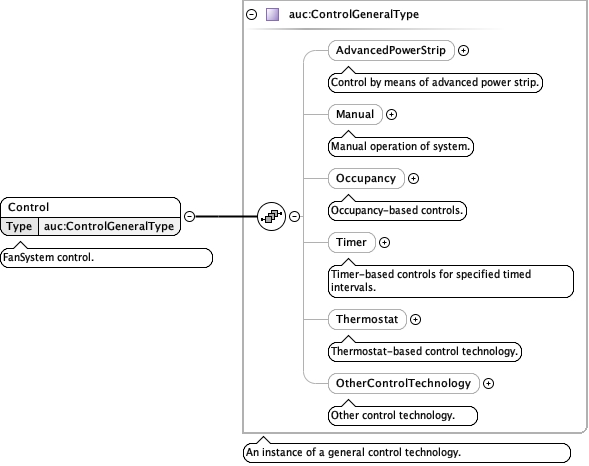 auc:ControlGeneralType
AdvancedPowerStrip
Control by means of advanced power strip.
Manual
Manual operation of system.
Control
Type auc:ControlGeneralType
FanSystem control.
Occupancy
Occupancy-based controls.
Timer
Timer-based controls for specified timed
intervals.
Thermostat
Thermostat-based control technology.
OtherControlTechnology
Other control technology.
An instance of a general control technology.